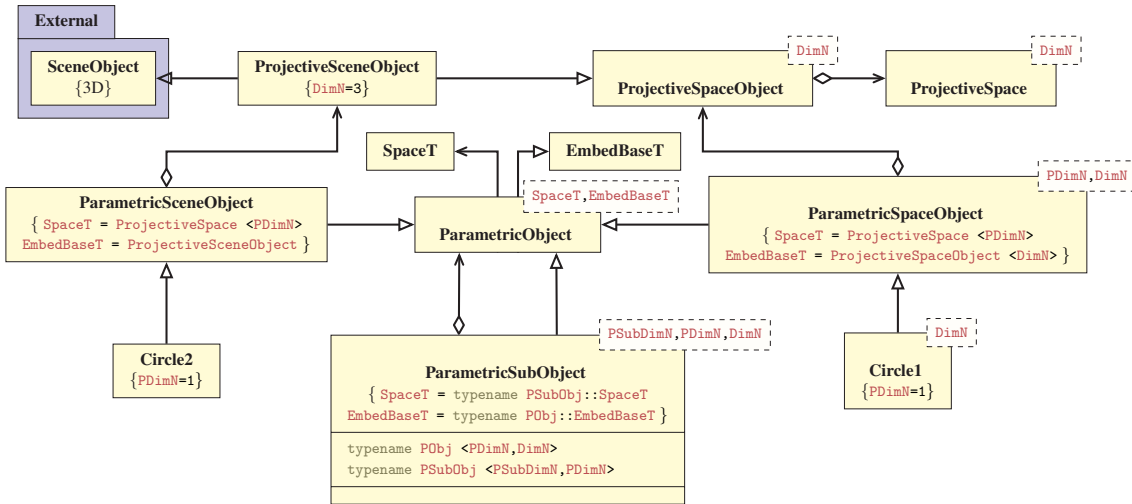 External
SceneObject
{3D}
ProjectiveSceneObject
{DimN=3}
DimN
ProjectiveSpaceObject
DimN
ProjectiveSpace
SpaceT
EmbedBaseT
ParametricSceneObject
{ SpaceT = ProjectiveSpace <PDimN>
EmbedBaseT = ProjectiveSceneObject }
SpaceT,EmbedBaseT
ParametricObject
PDimN,DimN
ParametricSpaceObject
{ SpaceT = ProjectiveSpace <PDimN>
EmbedBaseT = ProjectiveSpaceObject <DimN> }
Circle2
{PDimN=1}
PSubDimN,PDimN,DimN
ParametricSubObject
{ SpaceT = typename PSubObj::SpaceT
EmbedBaseT = typename PObj::EmbedBaseT }
typename PObj <PDimN,DimN>
typename PSubObj <PSubDimN,PDimN>
DimN
Circle1
{PDimN=1}